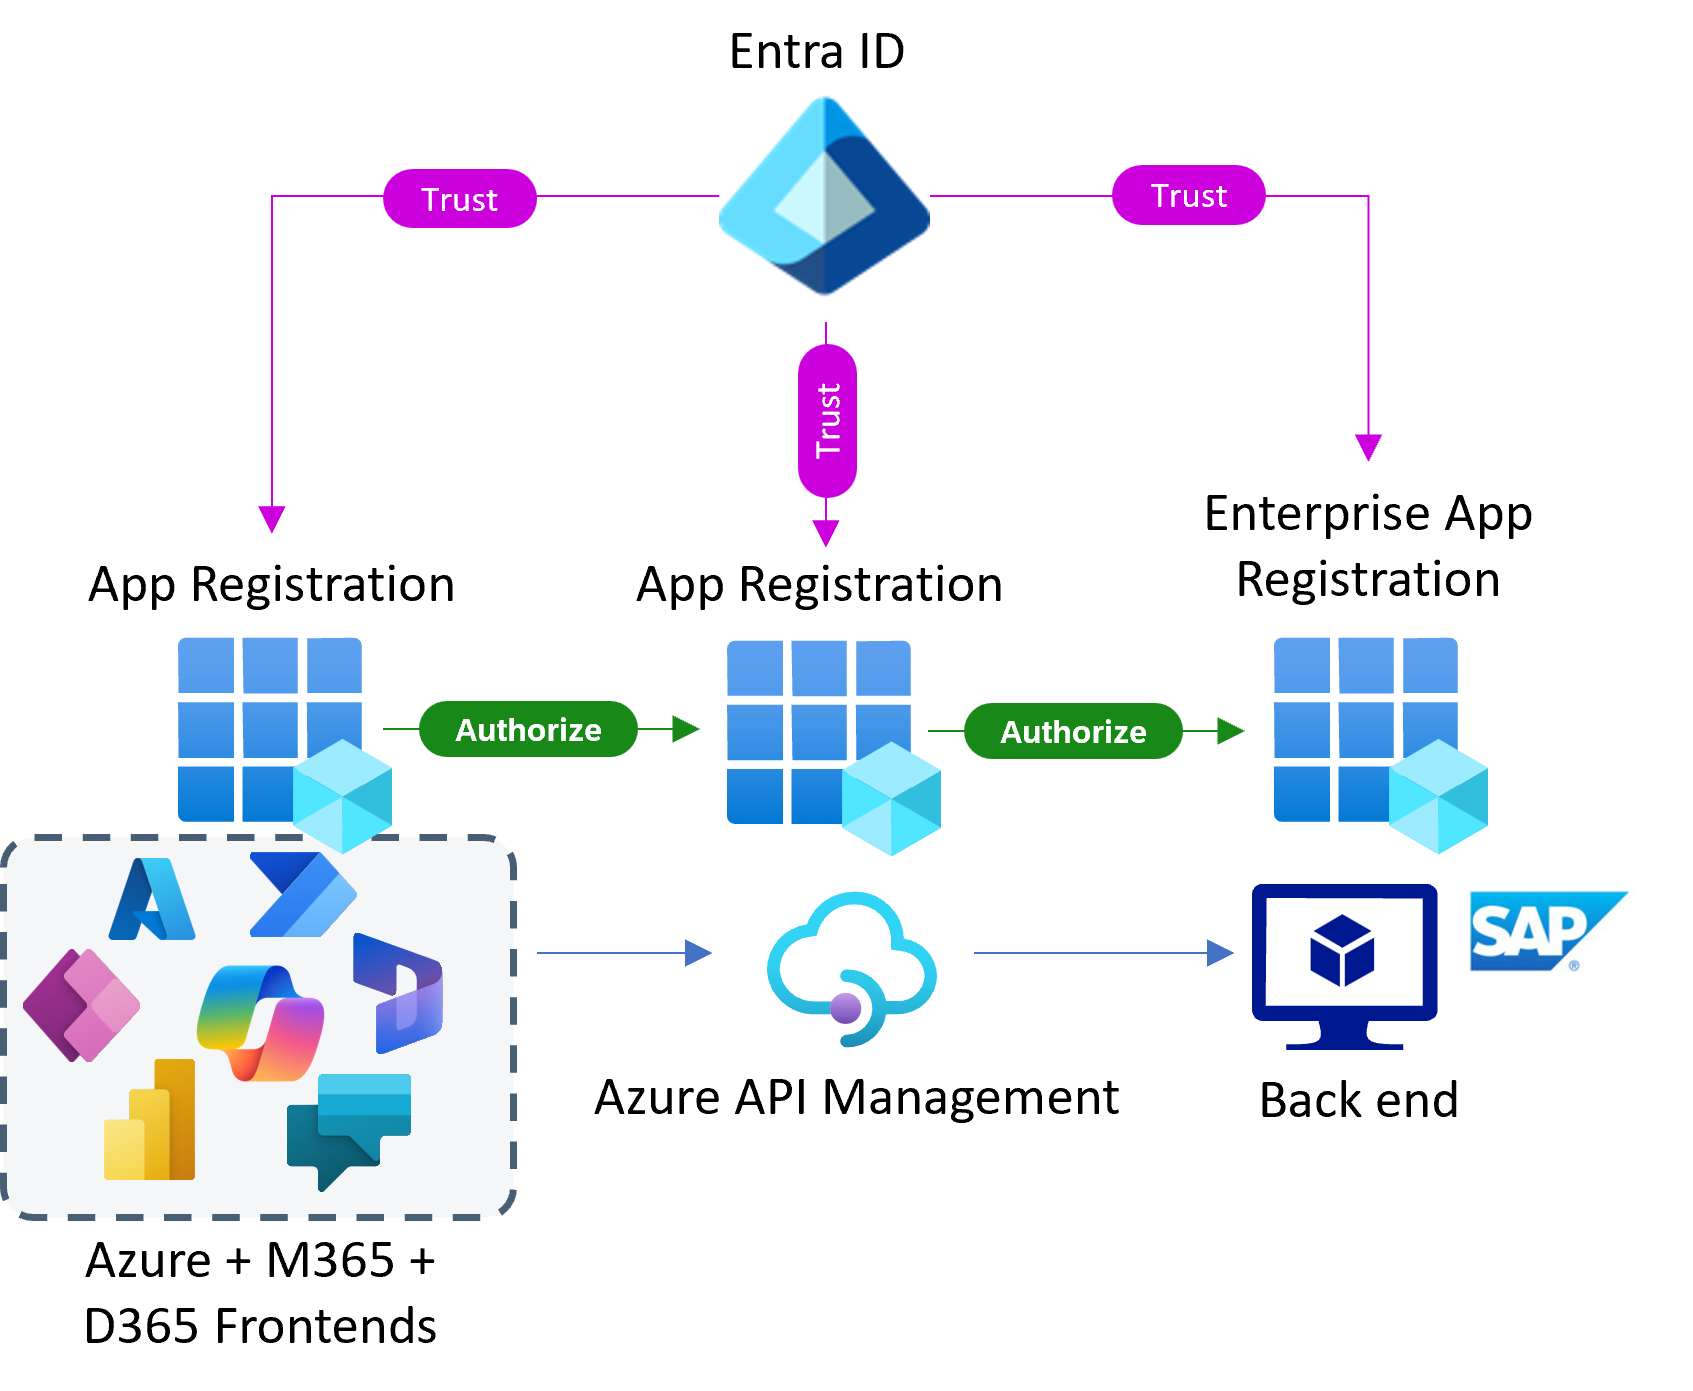 Entra ID
Trust
Trust
Trust
App Registration
App Registration
Enterprise App
Registration
Authorize
Authorize
SAP
®
Azure API Management
Back end
Azure + M365 +
D365 Frontends